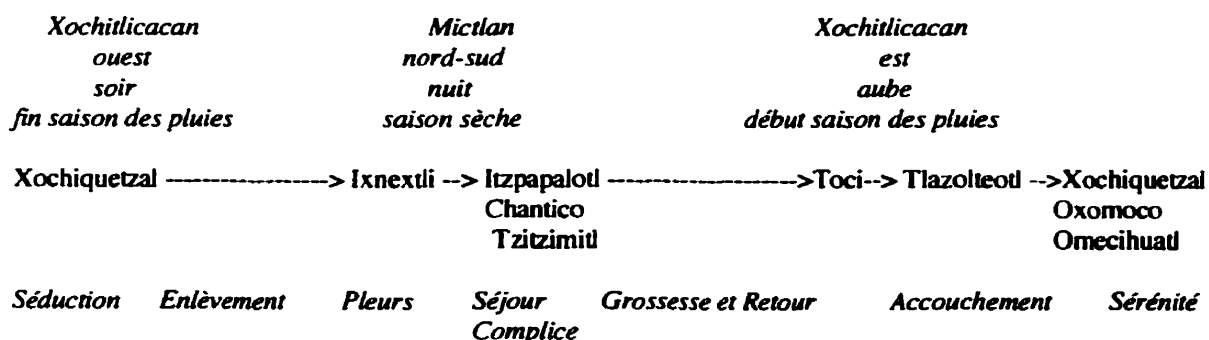 Xochitlicacan Mictlan Xochitlicacan
ouest nord-sud est
soir nuit aube
fin saison des pluies saison sèche début saison des pluies
Xochiquetzal -----------------> Ixnextli --> Itzpapalotl -------------------->Toci--> Tlazolteotl -->Xochiquetzal
Chantico Oxomoco
Tzitzimitl Omecihuatl
Séduction Enlèvement Pleurs Séjour Grossesse et Retour Accouchement Sérénité
Complice